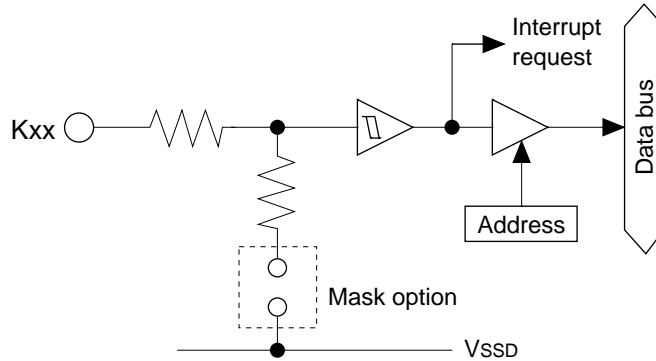 Interrupt
request
Kxx
Data bus
Address
Mask option
VSSD